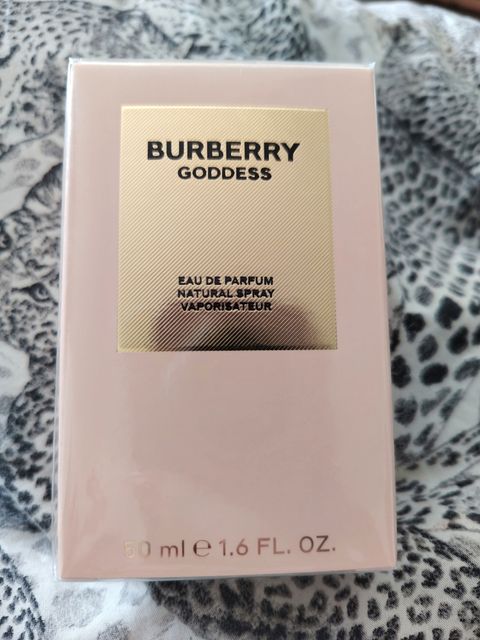 BURBERRY
GODDESS
EAU DE PARFUM
NATURAL SPRAY
VAPORISATEUR
50 ml ℮ 1.6 FL. OZ.